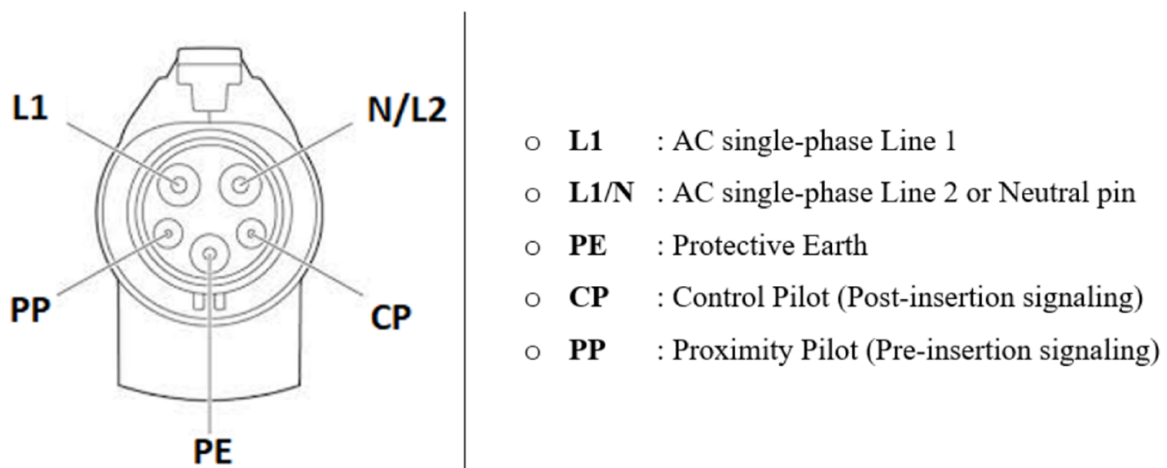 L1
N/L2
PP
CP
PE
○ L1 : AC single-phase Line 1
○ L1/N : AC single-phase Line 2 or Neutral pin
○ PE : Protective Earth
○ CP : Control Pilot (Post-insertion signaling)
○ PP : Proximity Pilot (Pre-insertion signaling)